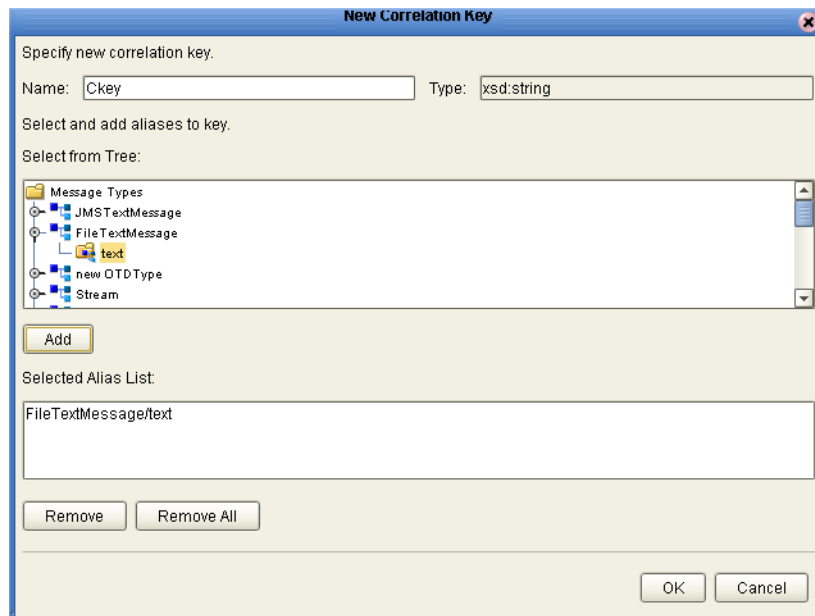 New Correlation Key
Specify new correlation key.
Name: Ckey Type: xsd:string
Select and add aliases to key.
Select from Tree:
Message Types
JMSTextMessage
FileTextMessage
text
new OTDType
Stream
Add
Selected Alias List:
FileTextMessage/text
Remove Remove All
OK Cancel